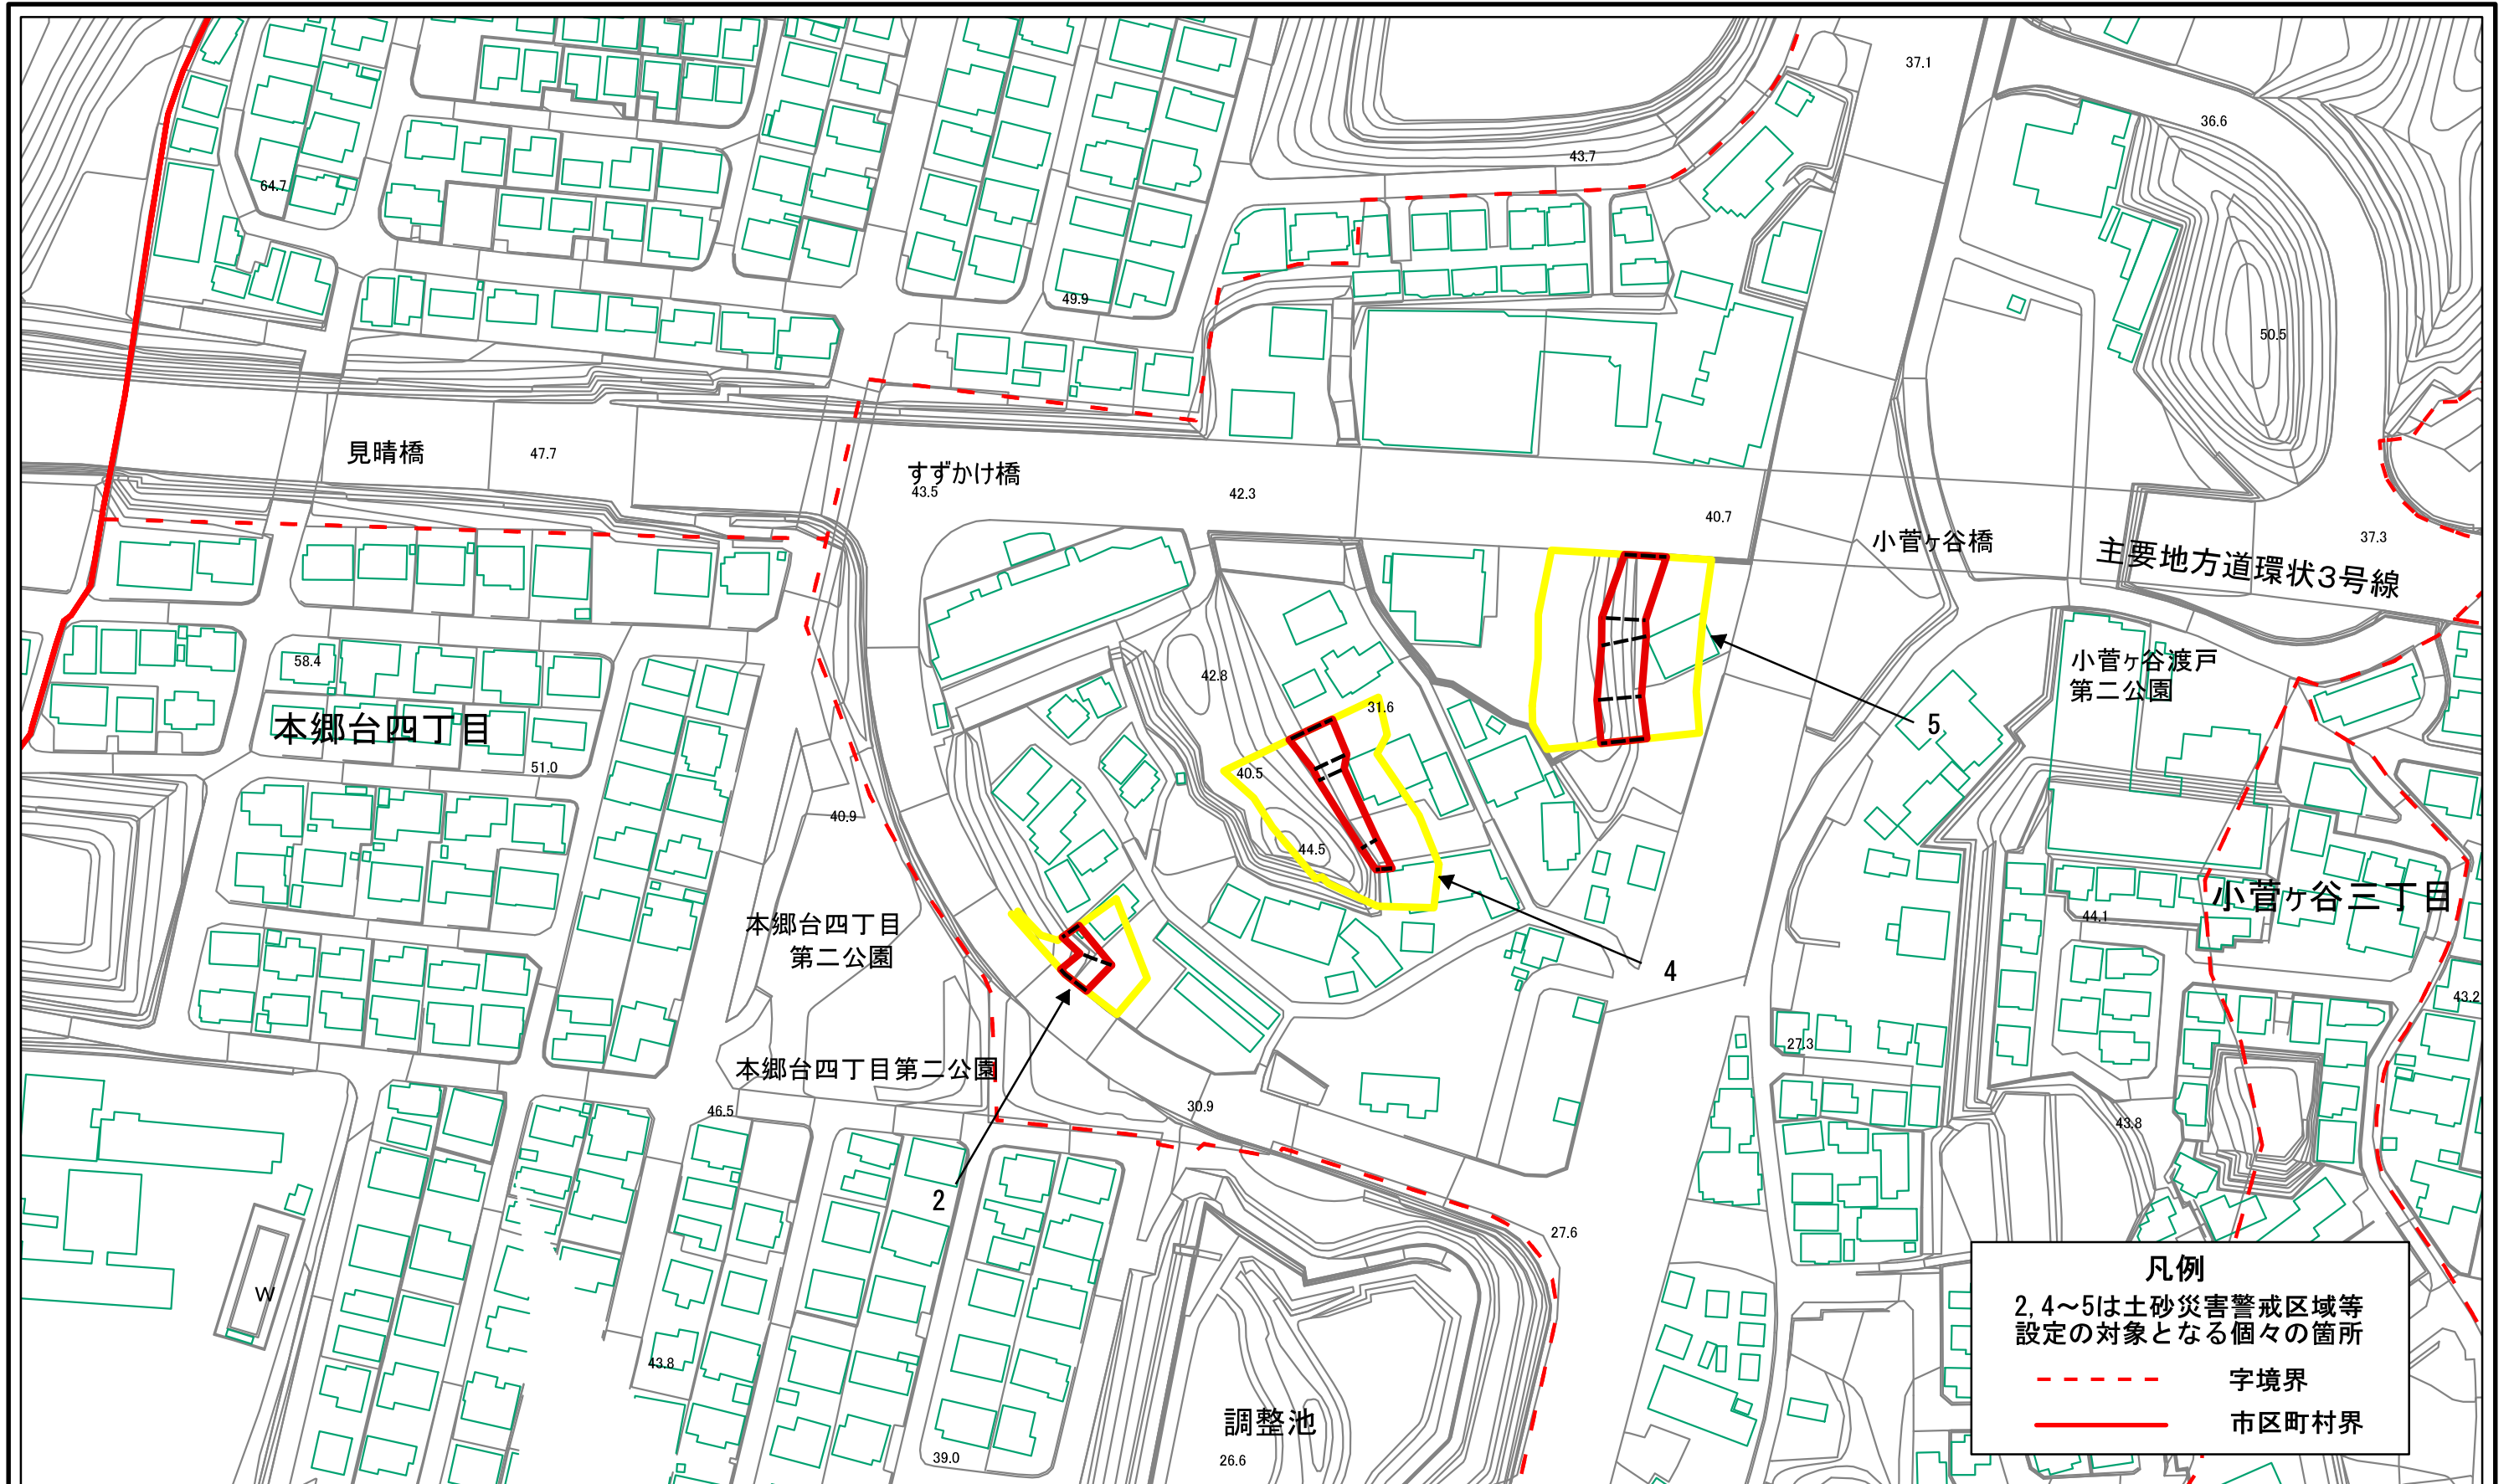 37.1
36.6
43.7
64.7
49.9
50.5
見晴橋
47.7
すずかけ橋
43.5
42.3
40.7
小菅ヶ谷橋
主要地方道環状3号線
37.3
58.4
42.8
小菅ヶ谷渡戸
第二公園
31.6
5
本郷台四丁目
51.0
40.5
40.9
44.5
小菅ヶ谷三丁目
44.1
本郷台四丁目
第二公園
4
43.2
27.3
本郷台四丁目第二公園
46.5
30.9
43.8
2
27.6
W
43.8
調整池
39.0
26.6
凡例
2,4～5は土砂災害警戒区域等
設定の対象となる個々の箇所
字境界
市区町村界